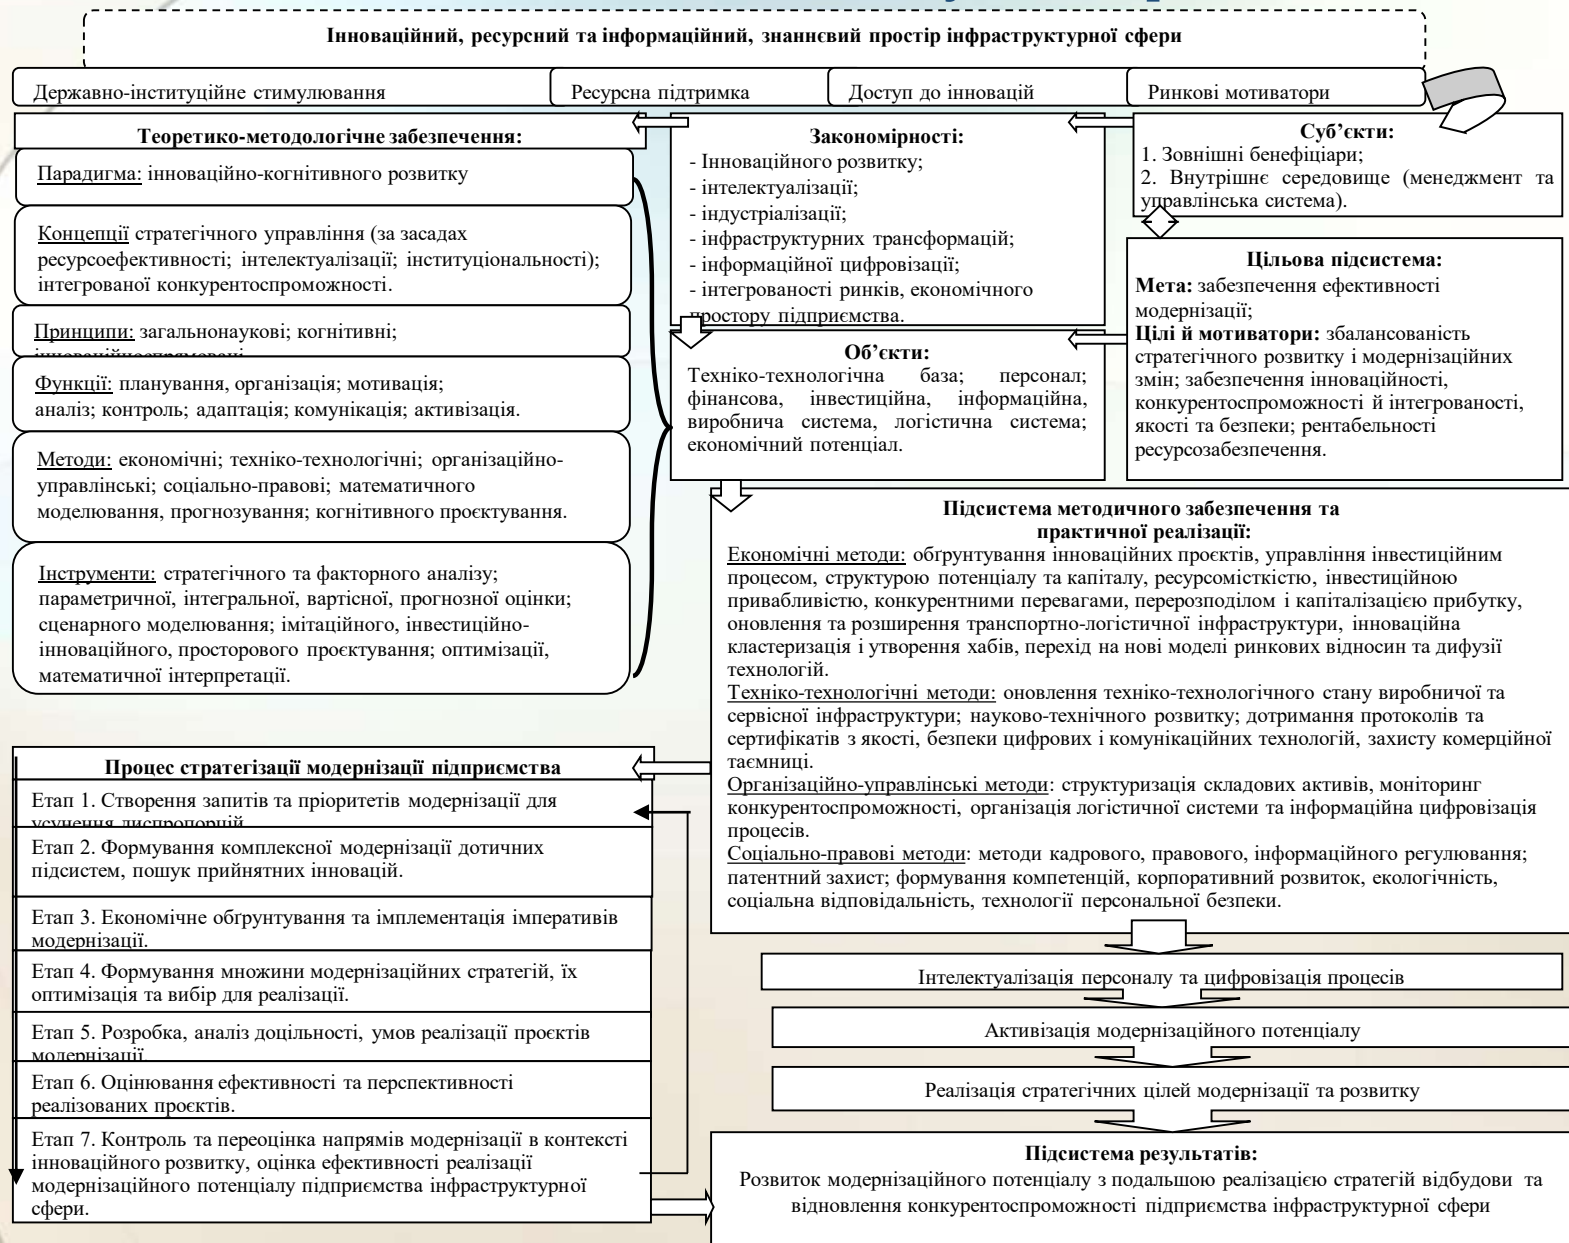 Інноваційний, ресурсний та інформаційний, знаннєвий простір інфраструктурної сфери
Державно-інституційне стимулювання
Ресурсна підтримка
Доступ до інновацій
Ринкові мотиватори
Теоретико-методологічне забезпечення:
Парадигма: інноваційно-когнітивного розвитку
Концепції стратегічного управління (за засадах
ресурсоефективності; інтелектуалізації; інституціональності);
інтегрованої конкурентоспроможності.
Принципи: загальнонаукові; когнітивні;
інноваційноспрямовані
Функції: планування, організація; мотивація;
аналіз; контроль; адаптація; комунікація; активізація.
Методи: економічні; техніко-технологічні; організаційно-
управлінські; соціально-правові; математичного
моделювання, прогнозування; когнітивного проєктування.
Інструменти: стратегічного та факторного аналізу;
параметричної, інтегральної, вартісної, прогнозної оцінки;
сценарного моделювання; імітаційного, інвестиційно-
інноваційного, просторового проєктування; оптимізації,
математичної інтерпретації.
Закономірності:
- Інноваційного розвитку;
- інтелектуалізації;
- індустріалізації;
- інфраструктурних трансформацій;
- інформаційної цифровізації;
- інтегрованості ринків, економічного
простору підприємства.
Суб’єкти:
1. Зовнішні бенефіціари;
2. Внутрішнє середовище (менеджмент та
управлінська система).
Цільова підсистема:
Мета: забезпечення ефективності
модернізації;
Цілі й мотиватори: збалансованість
стратегічного розвитку і модернізаційних
змін; забезпечення інноваційності,
конкурентоспроможності й інтегрованості,
якості та безпеки; рентабельності
ресурсозабезпечення.
Об’єкти:
Техніко-технологічна база; персонал;
фінансова, інвестиційна, інформаційна,
виробнича система, логістична система;
економічний потенціал.
Підсистема методичного забезпечення та
практичної реалізації:
Економічні методи: обґрунтування інноваційних проєктів, управління інвестиційним
процесом, структурою потенціалу та капіталу, ресурсомісткістю, інвестиційною
привабливістю, конкурентними перевагами, перерозподілом і капіталізацією прибутку,
оновлення та розширення транспортно-логістичної інфраструктури, інноваційна
кластеризація і утворення хабів, перехід на нові моделі ринкових відносин та дифузії
технологій.
Техніко-технологічні методи: оновлення техніко-технологічного стану виробничої та
сервісної інфраструктури; науково-технічного розвитку; дотримання протоколів та
сертифікатів з якості, безпеки цифрових і комунікаційних технологій, захисту комерційної
таємниці.
Організаційно-управлінські методи: структуризація складових активів, моніторинг
конкурентоспроможності, організація логістичної системи та інформаційна цифровізація
процесів.
Соціально-правові методи: методи кадрового, правового, інформаційного регулювання;
патентний захист; формування компетенцій, корпоративний розвиток, екологічність,
соціальна відповідальність, технології персональної безпеки.
Процес стратегізації модернізації підприємства
Етап 1. Створення запитів та пріоритетів модернізації для
усунення диспропорцій.
Етап 2. Формування комплексної модернізації дотичних
підсистем, пошук прийнятних інновацій.
Етап 3. Економічне обґрунтування та імплементація імперативів
модернізації.
Етап 4. Формування множини модернізаційних стратегій, їх
оптимізація та вибір для реалізації.
Етап 5. Розробка, аналіз доцільності, умов реалізації проєктів
модернізації.
Етап 6. Оцінювання ефективності та перспективності
реалізованих проєктів.
Етап 7. Контроль та переоцінка напрямів модернізації в контексті
інноваційного розвитку, оцінка ефективності реалізації
модернізаційного потенціалу підприємства інфраструктурної
сфери.
Інтелектуалізація персоналу та цифровізація процесів
Активізація модернізаційного потенціалу
Реалізація стратегічних цілей модернізації та розвитку
Підсистема результатів:
Розвиток модернізаційного потенціалу з подальшою реалізацією стратегій відбудови та
відновлення конкурентоспроможності підприємства інфраструктурної сфери